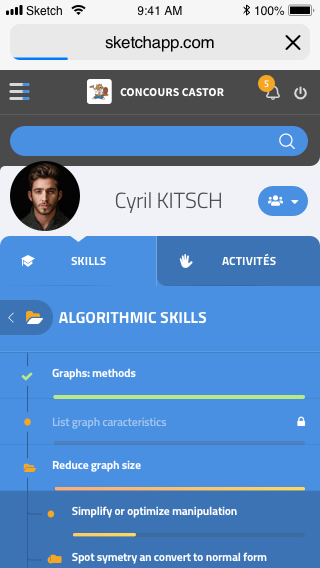 Sketch 9:41 AM 100%
sketchapp.com
CONCOURS CASTOR 5
Cyril KITSCH
SKILLS ACTIVITÉS
ALGORITHMIC SKILLS
Graphs: methods
List graph caracteristics
Reduce graph size
Simplify or optimize manipulation
Spot symetry an convert to normal form